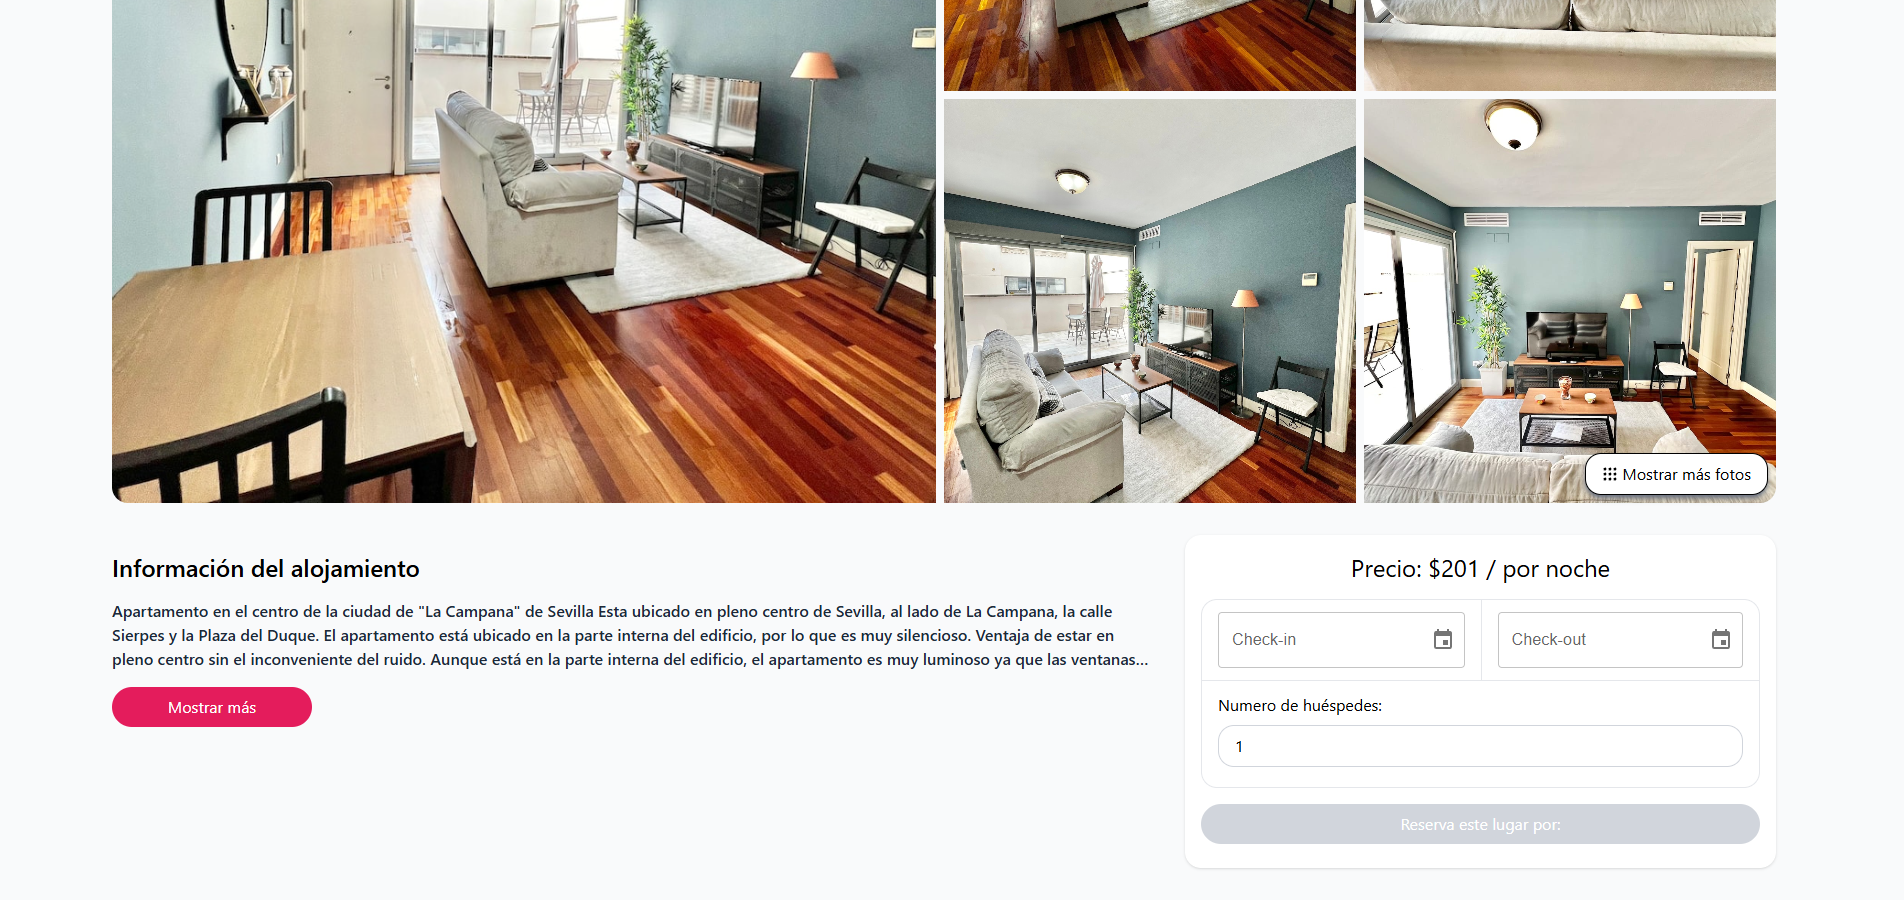 Mostrar más fotos
Información del alojamiento
Apartamento en el centro de la ciudad de "La Campana" de Sevilla Esta ubicado en pleno centro de Sevilla, al lado de La Campana, la calle
Sierpes y la Plaza del Duque. El apartamento está ubicado en la parte interna del edificio, por lo que es muy silencioso. Ventaja de estar en
pleno centro sin el inconveniente del ruido. Aunque está en la parte interna del edificio, el apartamento es muy luminoso ya que las ventanas...
Mostrar más
Precio: $201 / por noche
Check-in
Check-out
Numero de huéspedes:
1
Reserva este lugar por: